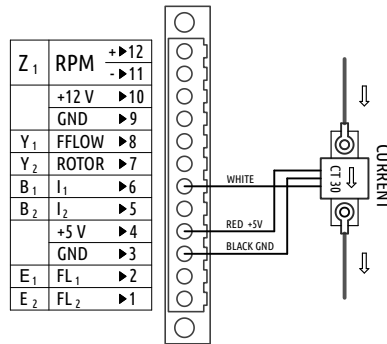 Z1 RPM + ▶12
- ▶11
+12 V ▶10
GND ▶9
Y1 FFLOW ▶8
Y2 ROTOR ▶7
B1 I1 ▶6
B2 I2 ▶5
+5 V ▶4
GND ▶3
E1 FL1 ▶2
E2 FL2 ▶1
WHITE
RED +5V
BLACK GND
CT 30
CURRENT